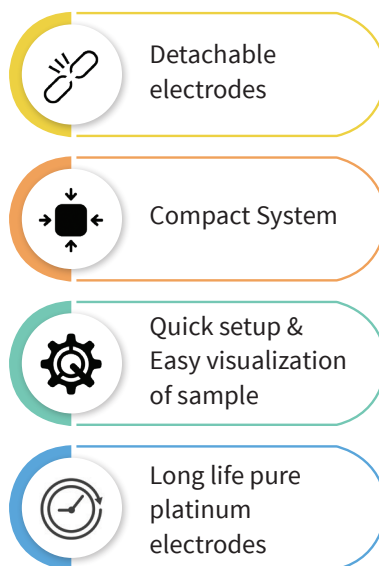 Detachable
electrodes
Compact System
Quick setup &
Easy visualization
of sample
Long life pure
platinum
electrodes